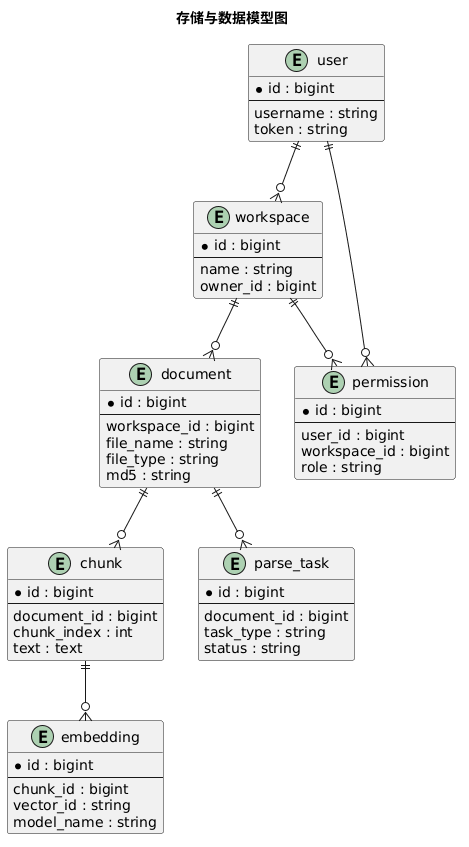 存储与数据模型图
E user
* id : bigint
username : string
token : string
E workspace
* id : bigint
name : string
owner_id : bigint
E document
* id : bigint
workspace_id : bigint
file_name : string
file_type : string
md5 : string
E permission
* id : bigint
user_id : bigint
workspace_id : bigint
role : string
E chunk
* id : bigint
document_id : bigint
chunk_index : int
text : text
E parse_task
* id : bigint
document_id : bigint
task_type : string
status : string
E embedding
* id : bigint
chunk_id : bigint
vector_id : string
model_name : string